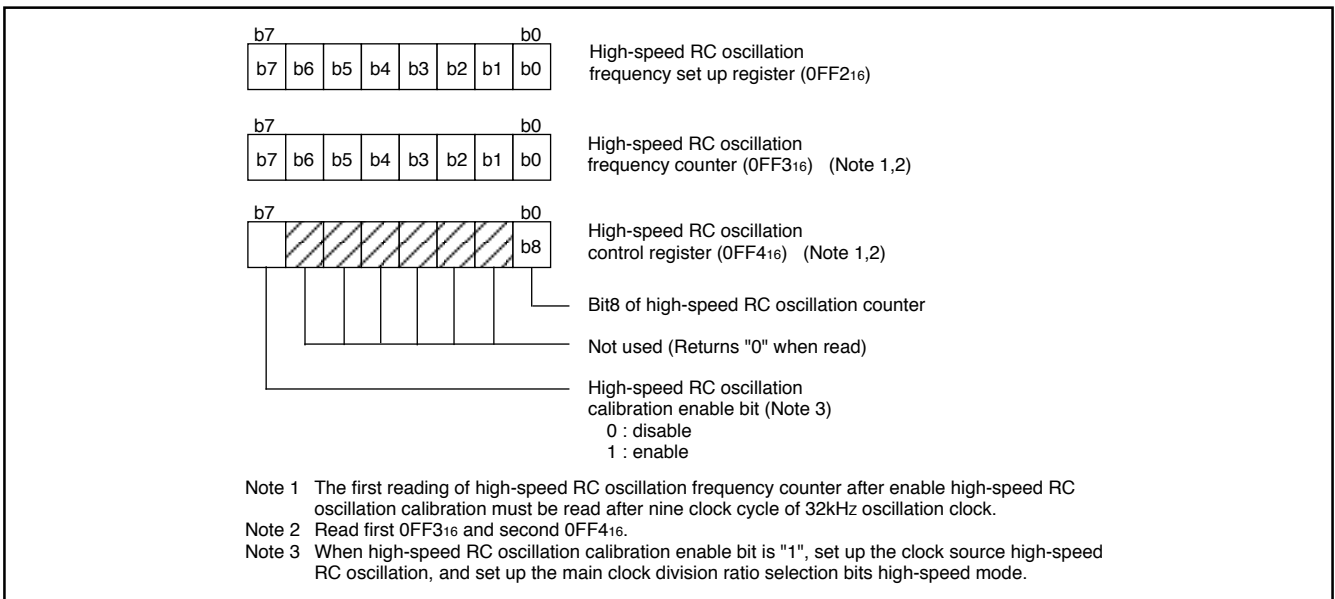 b7 b0
b7 b6 b5 b4 b3 b2 b1 b0
High-speed RC oscillation
frequency set up register (0FF216)
b7 b0
b7 b6 b5 b4 b3 b2 b1 b0
High-speed RC oscillation
frequency counter (0FF316) (Note 1,2)
b7 b0
b8
High-speed RC oscillation
control register (0FF416) (Note 1,2)
Bit8 of high-speed RC oscillation counter
Not used (Returns "0" when read)
High-speed RC oscillation
calibration enable bit (Note 3)
0 : disable
1 : enable
Note 1 The first reading of high-speed RC oscillation frequency counter after enable high-speed RC
oscillation calibration must be read after nine clock cycle of 32kHz oscillation clock.
Note 2 Read first 0FF316 and second 0FF416.
Note 3 When high-speed RC oscillation calibration enable bit is "1", set up the clock source high-speed
RC oscillation, and set up the main clock division ratio selection bits high-speed mode.